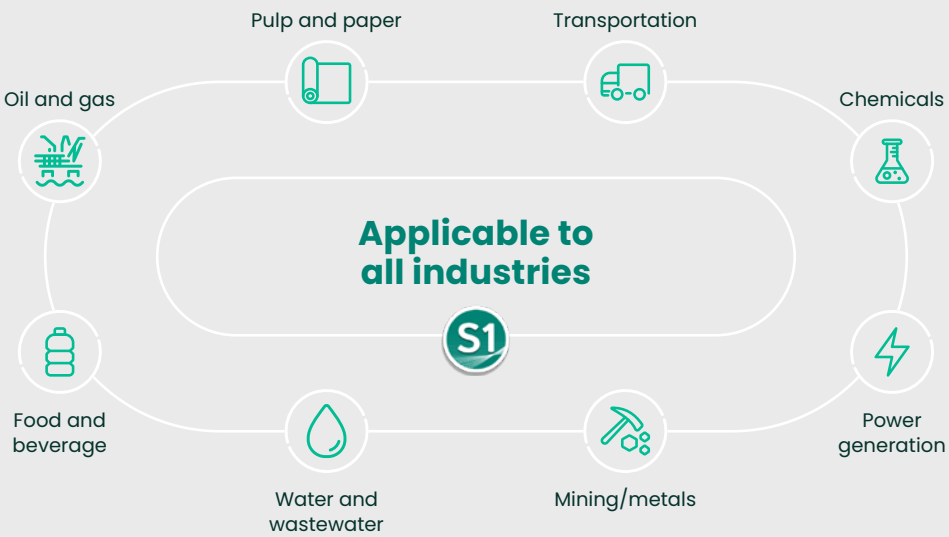 Pulp and paper
Transportation
Oil and gas
Chemicals
Applicable to
all industries
S1
Food and
beverage
Power
generation
Water and
wastewater
Mining/metals